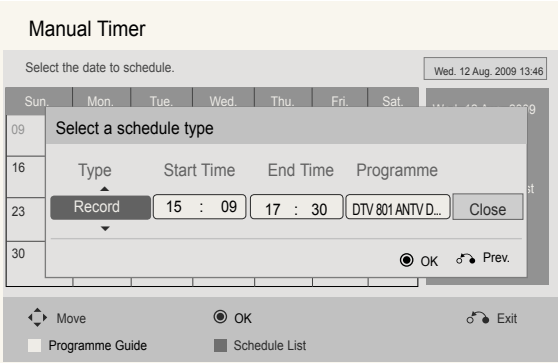 Manual Timer
Select the date to schedule.
Wed. 12 Aug. 2009 13:46
Sun. Mon. Tue. Wed. Thu. Fri. Sat.
09
Select a schedule type
16
Type Start Time End Time Programme
23
Record 15 : 09 17 : 30 DTV 801 ANTV D... Close
30
OK Prev.
Move OK Exit
Programme Guide Schedule List